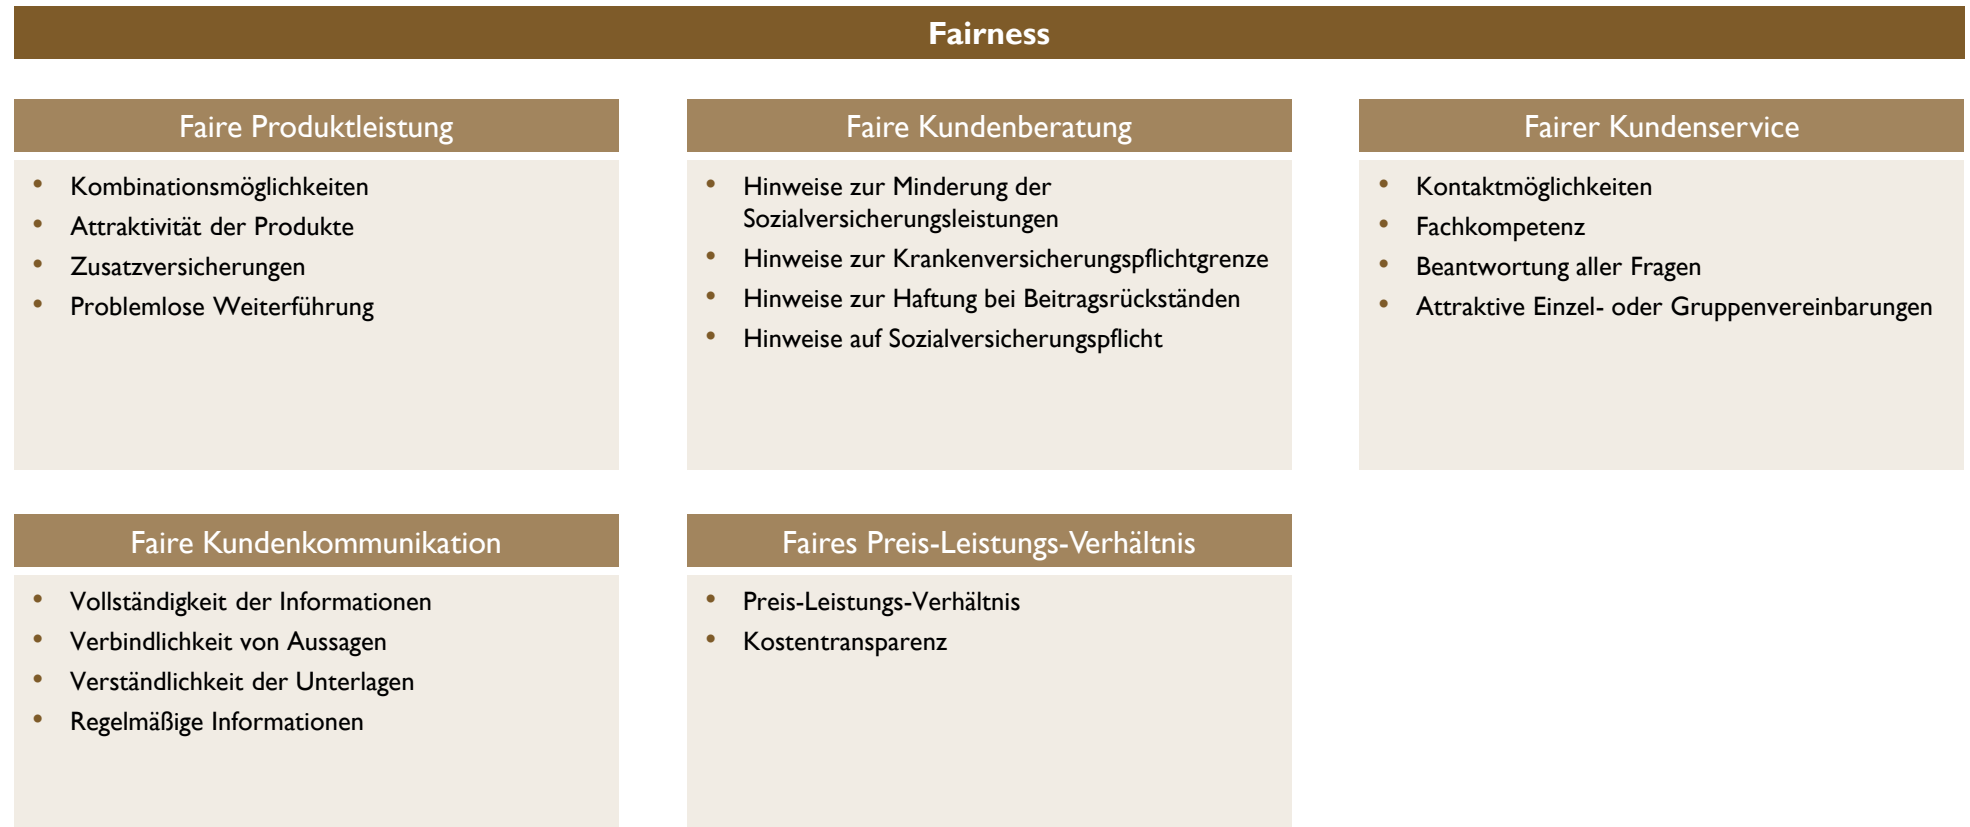 Fairness
Faire Produktleistung
• Kombinationsmöglichkeiten
• Attraktivität der Produkte
• Zusatzversicherungen
• Problemlose Weiterführung
Faire Kundenberatung
• Hinweise zur Minderung der
Sozialversicherungsleistungen
• Hinweise zur Krankenversicherungspflichtgrenze
• Hinweise zur Haftung bei Beitragsrückständen
• Hinweise auf Sozialversicherungspflicht
Fairer Kundenservice
• Kontaktmöglichkeiten
• Fachkompetenz
• Beantwortung aller Fragen
• Attraktive Einzel- oder Gruppenvereinbarungen
Faire Kundenkommunikation
• Vollständigkeit der Informationen
• Verbindlichkeit von Aussagen
• Verständlichkeit der Unterlagen
• Regelmäßige Informationen
Faires Preis-Leistungs-Verhältnis
• Preis-Leistungs-Verhältnis
• Kostentransparenz